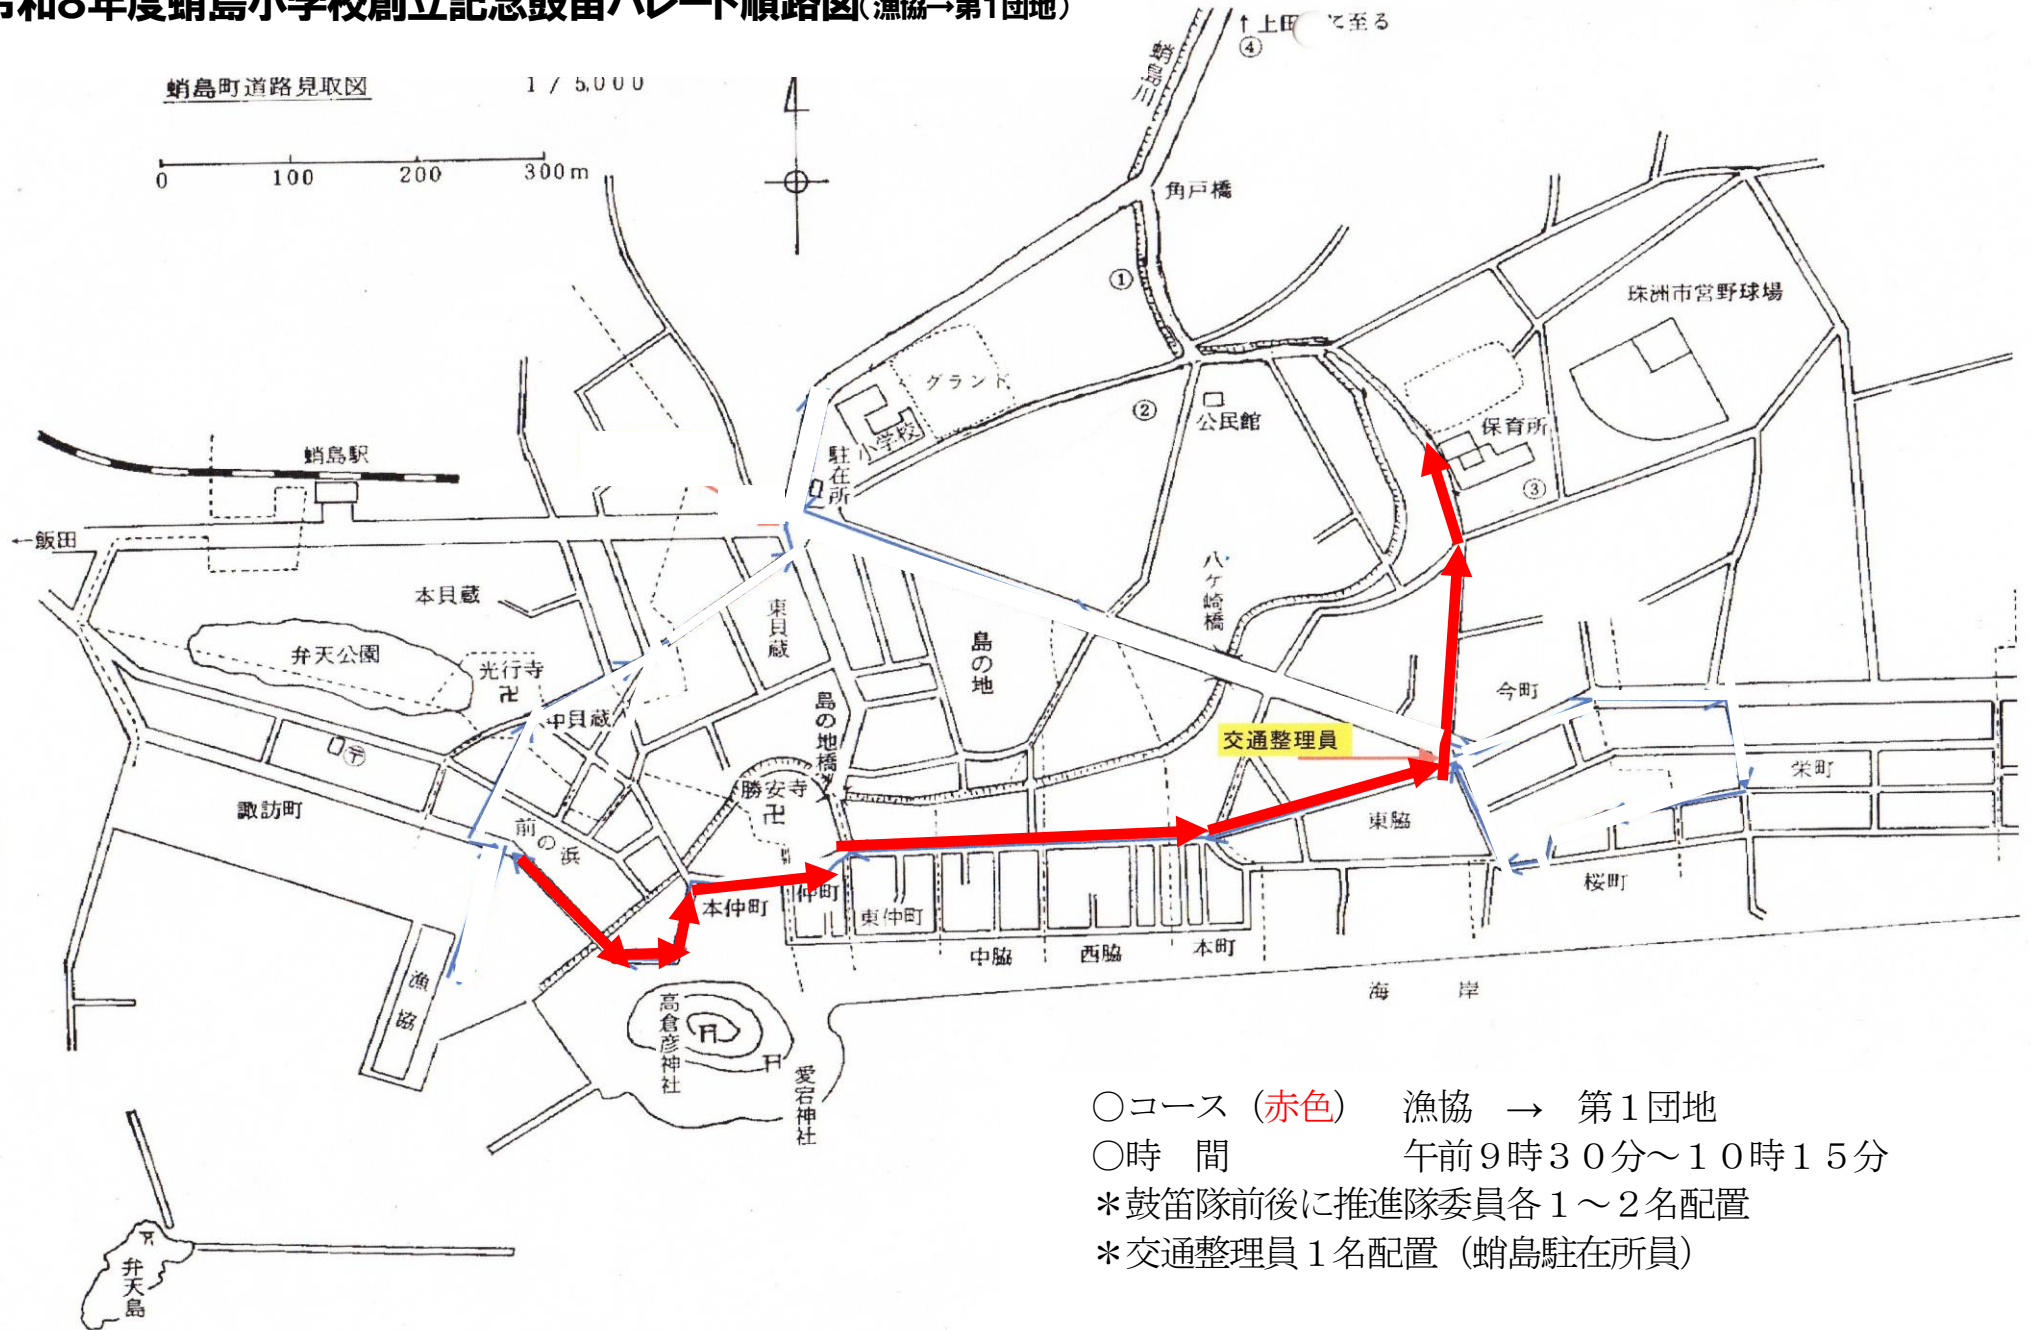 令和8年度蛸島小学校創立記念鼓笛パレード順路図(漁協→第1団地)
蛸島町道路見取図 1 / 5,000
0 100 200 300m
↑上田 て至る
④
蛸島川
角戸橋
①
珠洲市営野球場
グランド
②
公民館
小学校
保育所
③
駐在所
蛸島駅
←飯田
本貝蔵
東貝蔵
八ヶ崎橋
弁天公園
光行寺
卍
島の地
中貝蔵
島の地橋
今町
交通整理員
〒
諏訪町
勝安寺
卍
栄町
東脇
前の浜
桜町
本仲町
仲町
東仲町
中脇
西脇
本町
海岸
漁協
高倉彦神社
愛宕神社
弁天島
○コース(赤色) 漁協 → 第1団地
○時 間 午前9時30分~10時15分
*鼓笛隊前後に推進隊委員各1~2名配置
*交通整理員1名配置(蛸島駐在所員)